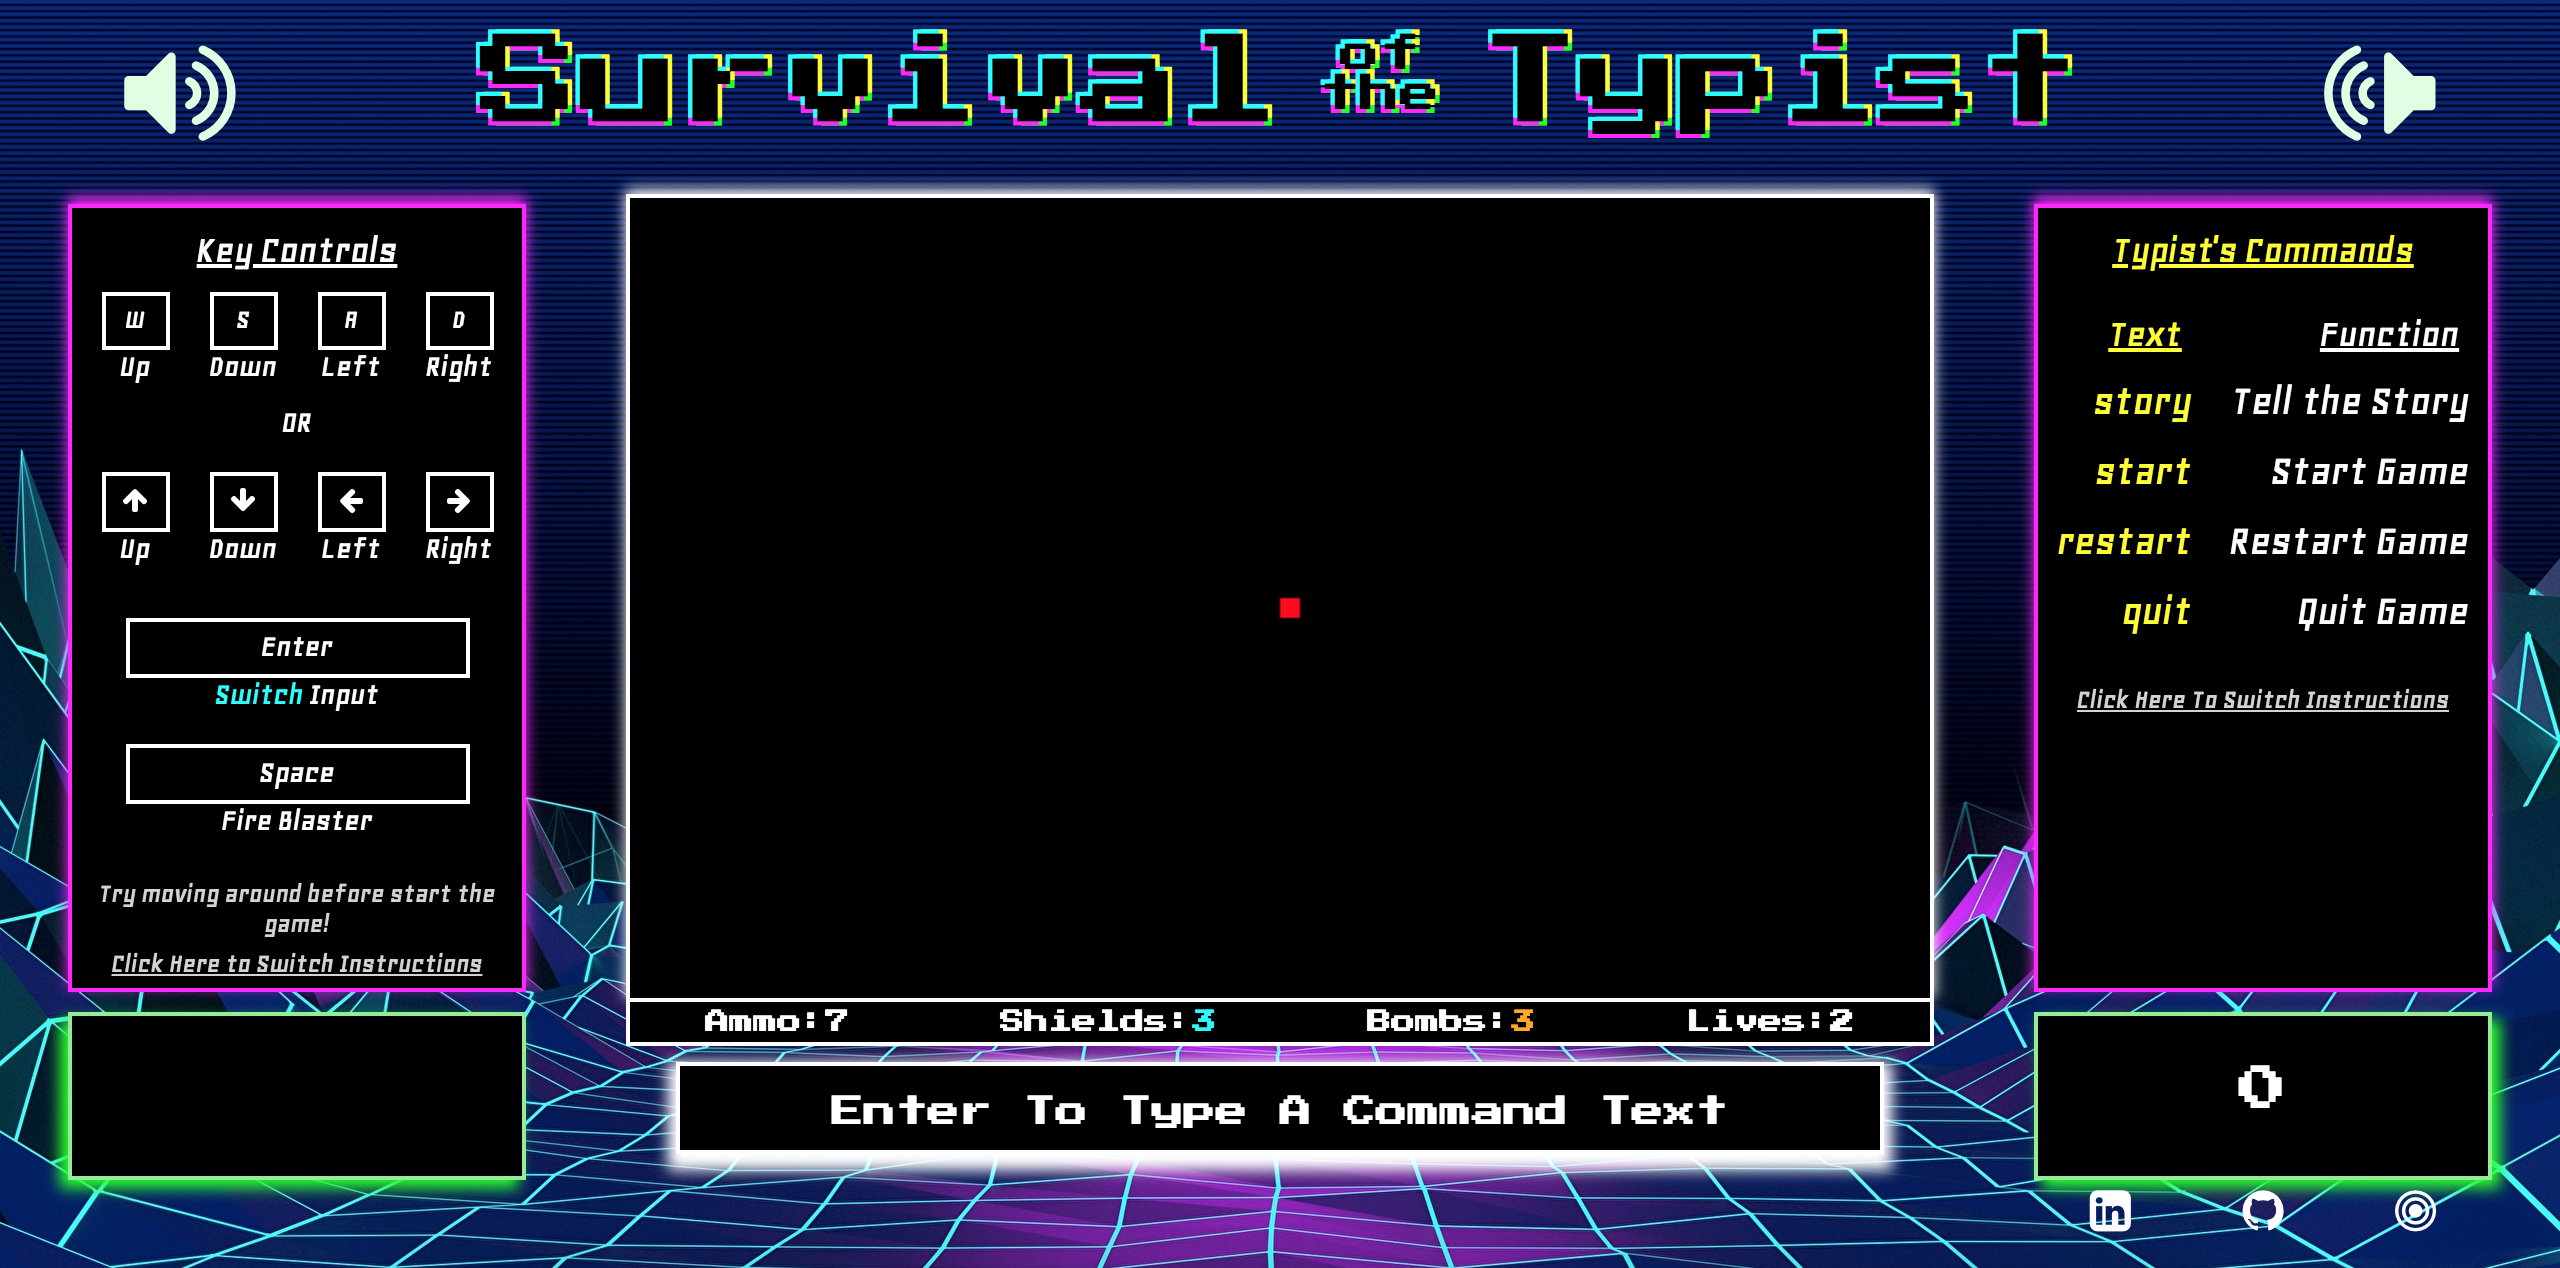 Survival of the Typist
Key Controls
W S A D
Up Down Left Right
OR
Up Down Left Right
Enter
Switch Input
Space
Fire Blaster
Try moving around before start the
game!
Click Here to Switch Instructions
Ammo:7 Shields:3 Bombs:3 Lives:2
Enter To Type A Command Text
Typist's Commands
Text Function
story Tell the Story
start Start Game
restart Restart Game
quit Quit Game
Click Here To Switch Instructions
0
in